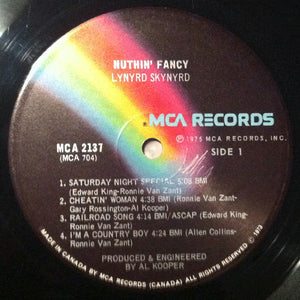 NUTHIN' FANCY
LYNYRD SKYNYRD
MCA RECORDS
℗ 1975 MCA RECORDS, INC.
MCA 2137
(MCA 704)
SIDE 1
1. SATURDAY NIGHT SPECIAL 5:08 BMI
(Edward King-Ronnie Van Zant)
2. CHEATIN' WOMAN 4:38 BMI (Ronnie Van Zant-
Gary Rossington-Al Kooper)
3. RAILROAD SONG 4:14 BMI/ASCAP (Edward King-
Ronnie Van Zant)
4. I'M A COUNTRY BOY 4:24 BMI (Allen Collins-
Ronnie Van Zant)
PRODUCED & ENGINEERED
BY AL KOOPER
MADE IN CANADA BY MCA RECORDS (CANADA) ALL RIGHTS RESERVED